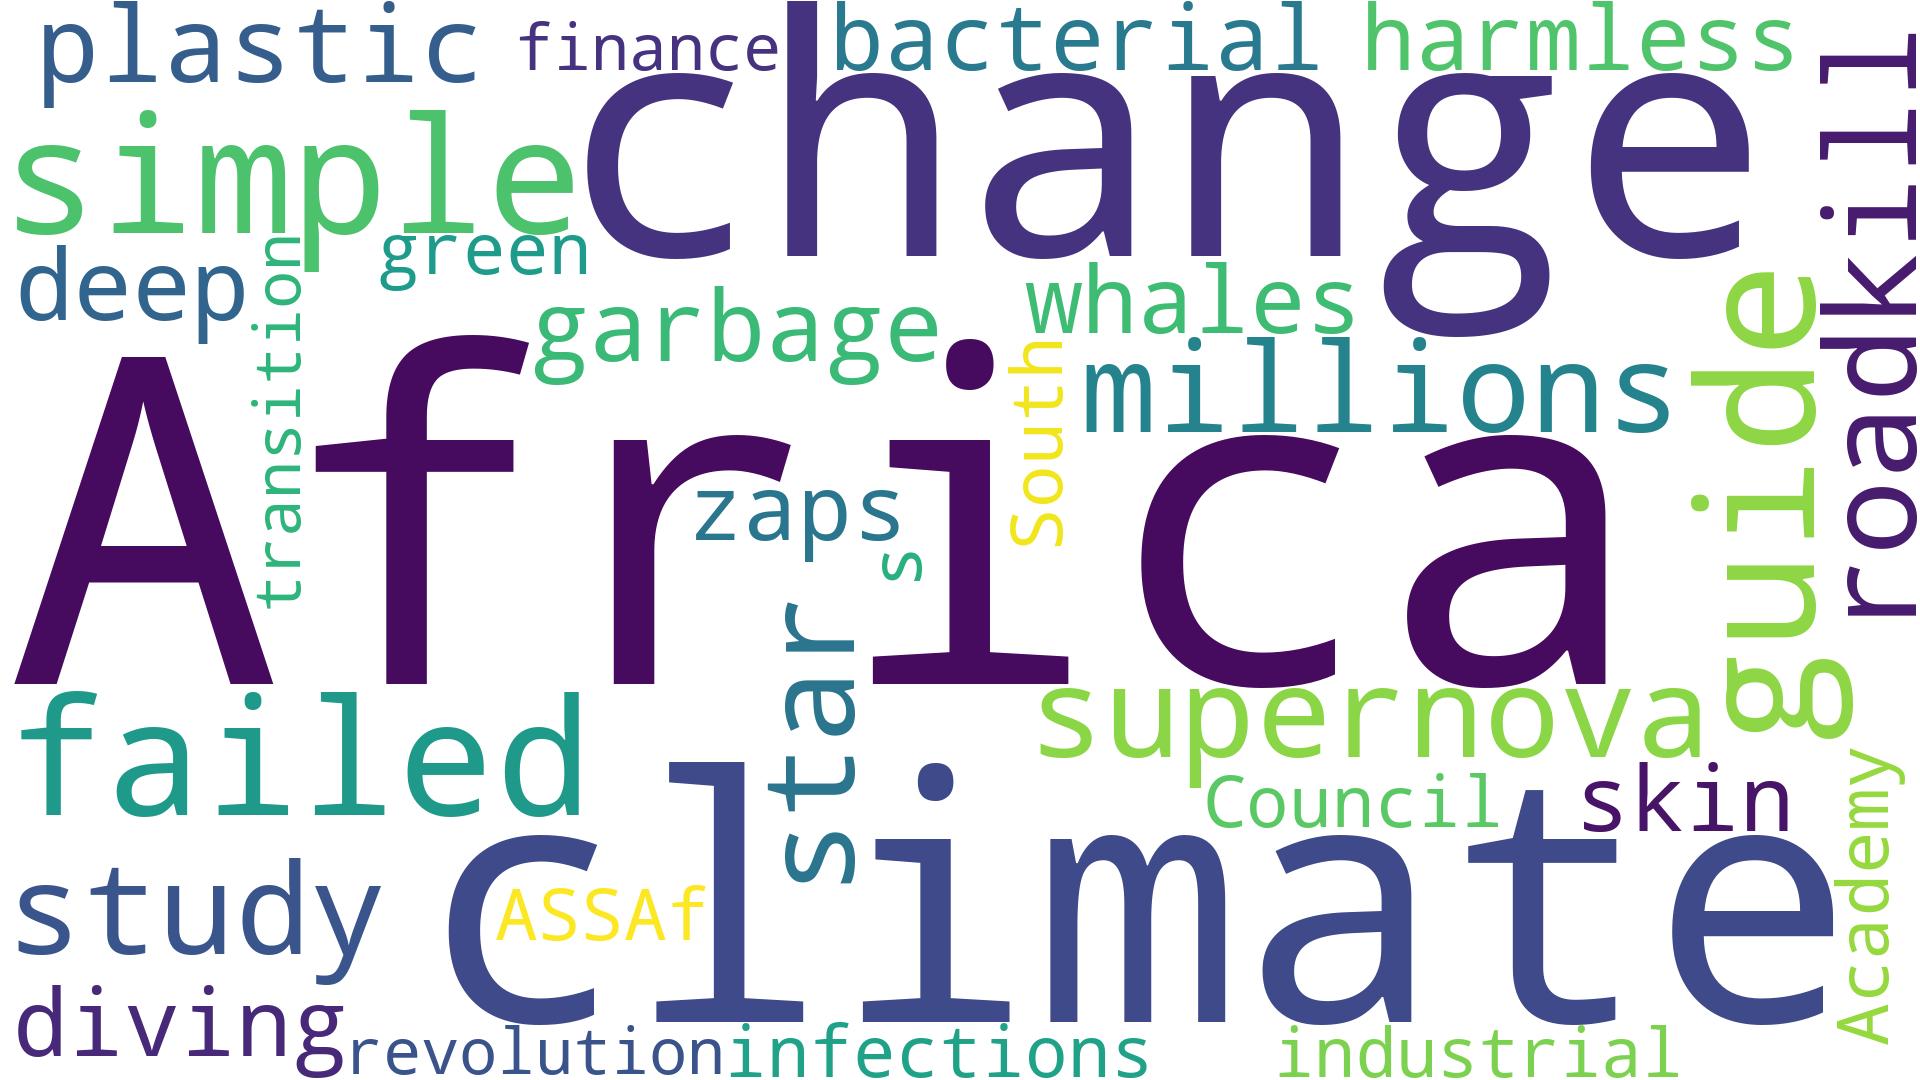 plastic
finance
bacterial
harmless
change
simple
roadkill
deep
transition
green
garbage
whales
South
millions
guide
Africa
zaps
s
star
failed
supernova
Council
skin
Academy
climate
study
ASSAf
diving
revolution
infections
industrial